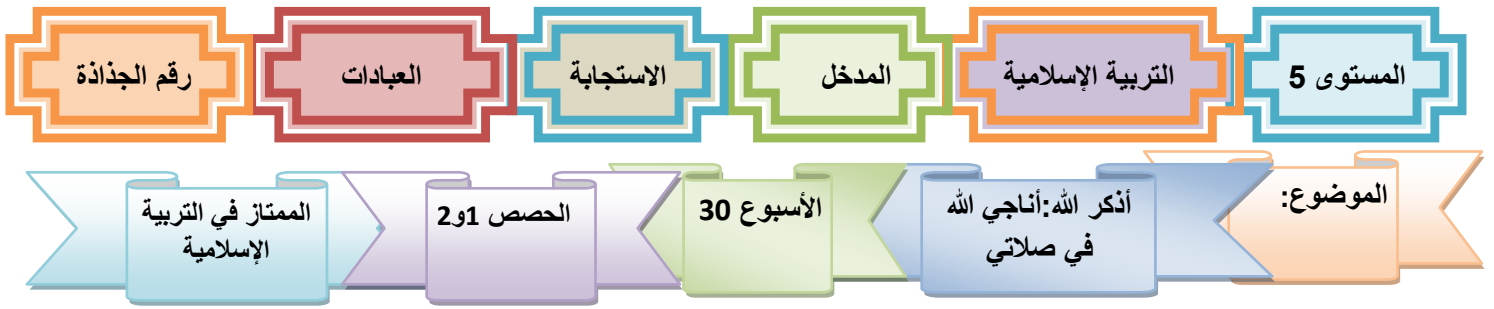 المستوى 5
التربية الإسلامية
المدخل
الاستجابة
العبادات
رقم الجذاذة
الموضوع:
أذكر الله:أناجي الله
في صلاتي
الأسبوع 30
الحصص 1و2
الممتاز في التربية
الإسلامية